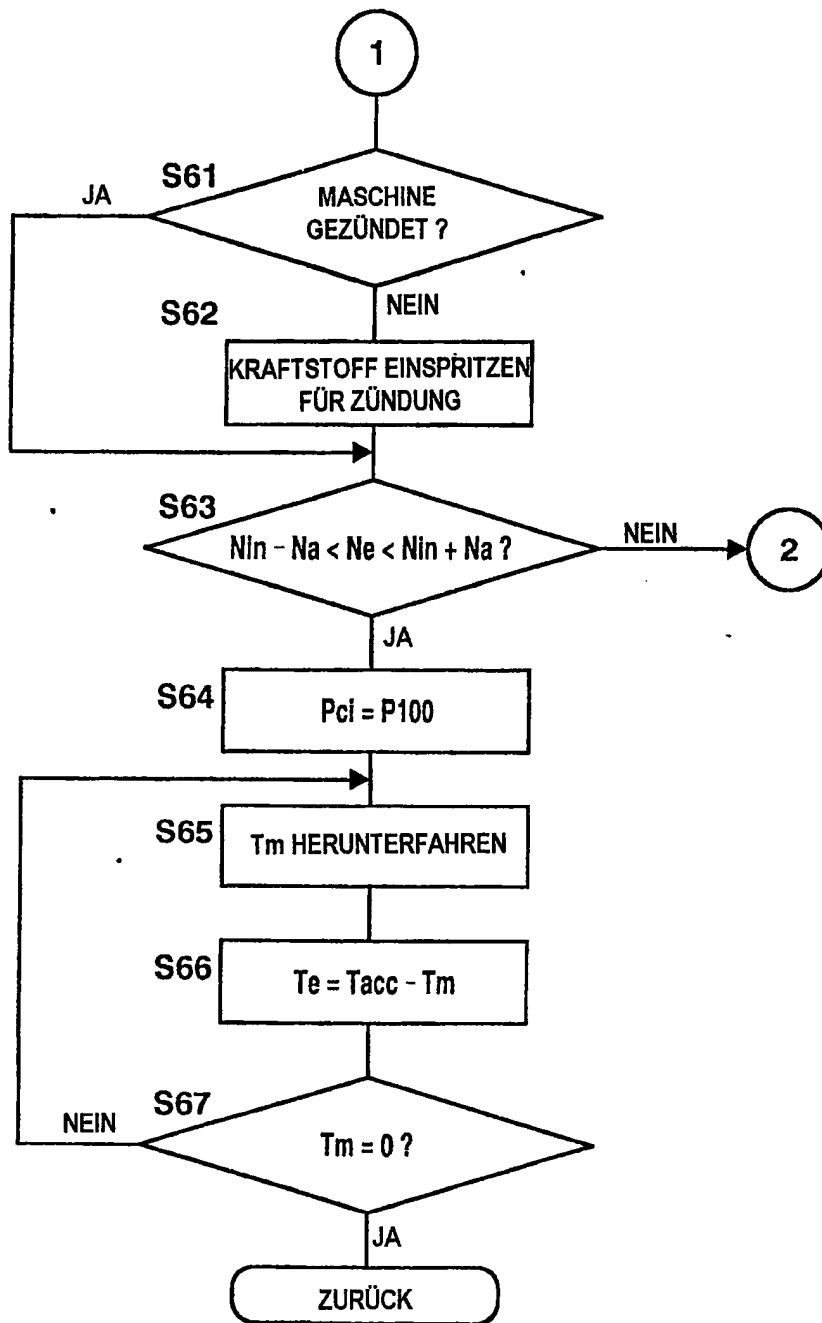 1
S61
JA
MASCHINE
GEZÜNDET ?
NEIN
S62
KRAFTSTOFF EINSPRITZEN
FÜR ZÜNDUNG
S63
Nin – Na < Ne < Nin + Na ?
NEIN
2
JA
S64
Pci = P100
S65
Tm HERUNTERFAHREN
S66
Te = Tacc – Tm
S67
NEIN
Tm = 0 ?
JA
ZURÜCK